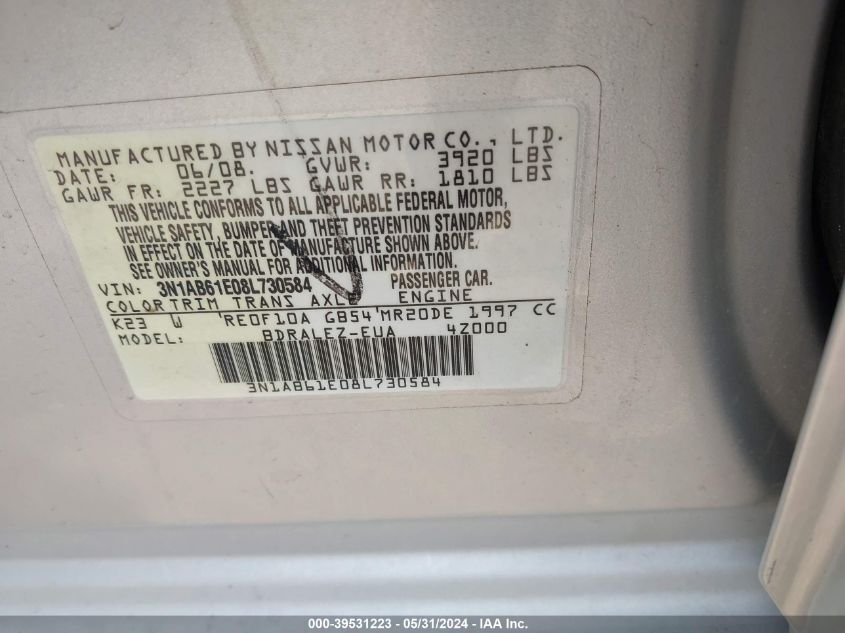 MANUFACTURED BY NISSAN MOTOR CO., LTD.
DATE: 06/08. GVWR: 3920 LBS
GAWR FR: 2227 LBS GAWR RR: 1810 LBS
THIS VEHICLE CONFORMS TO ALL APPLICABLE FEDERAL MOTOR,
VEHICLE SAFETY, BUMPER AND THEFT PREVENTION STANDARDS
IN EFFECT ON THE DATE OF MANUFACTURE SHOWN ABOVE.
SEE OWNER'S MANUAL FOR ADDITIONAL INFORMATION.
VIN: 3N1AB61E08L730584 PASSENGER CAR.
COLOR TRIM TRANS AXLE ENGINE
K23 W RE0F10A GB54 MR20DE 1997 CC
MODEL: BDRALEZ-EUA 4Z000
3N1AB61E08L730584
000-39531223 - 05/31/2024 - IAA Inc.